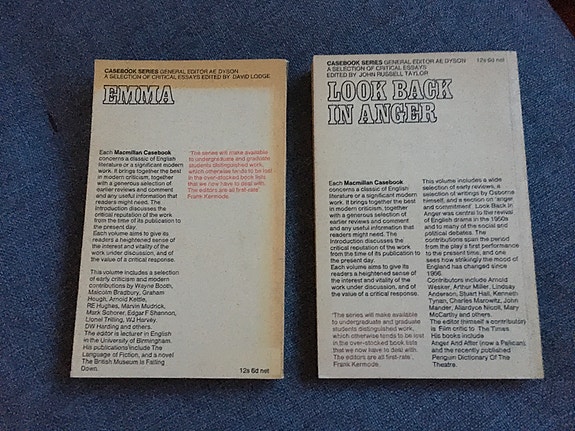 CASEBOOK SERIES GENERAL EDITOR AE DYSON
A SELECTION OF CRITICAL ESSAYS EDITED BY DAVID LODGE
EMMA
Each Macmillan Casebook
concerns a classic of English
literature or a significant modern
work. It brings together the best
in modern criticism, together
with a generous selection of
earlier reviews and comment
and any useful information that
readers might need. The
Introduction discusses the
critical reputation of the work
from the time of its publication to
the present day.
Each volume aims to give its
readers a heightened sense of
the interest and vitality of the
work under discussion, and of
the value of a critical response.
This volume includes a selection
of early criticism and modern
contributions by Wayne Booth,
Malcolm Bradbury, Graham
Hough, Arnold Kettle,
RE Hughes, Marvin Mudrick,
Mark Schorer, Edgar F Shannon,
Lionel Trilling, WJ Harvey,
DW Harding and others.
The editor is lecturer in English
in the University of Birmingham.
His publications include The
Language of Fiction, and a novel
The British Museum is Falling
Down.
'The series will make available
to undergraduate and graduate
students distinguished work,
which otherwise tends to be lost
in the over-stocked book lists
that we now have to deal with.
The editors are all first-rate'
Frank Kermode.
12s 6d net
CASEBOOK SERIES GENERAL EDITOR AE DYSON 12s 6d net
A SELECTION OF CRITICAL ESSAYS
EDITED BY JOHN RUSSELL TAYLOR
LOOK BACK
IN ANGER
Each Macmillan Casebook
concerns a classic of English
literature or a significant modern
work. It brings together the best
in modern criticism, together
with a generous selection of
earlier reviews and comment
and any useful information that
readers might need. The
Introduction discusses the
critical reputation of the work
from the time of its publication to
the present day.
Each volume aims to give its
readers a heightened sense of
the interest and vitality of the
work under discussion, and of
the value of a critical response.
'The series will make available
to undergraduate and graduate
students distinguished work,
which otherwise tends to be lost
in the over-stocked book lists
that we now have to deal with.
The editors are all first-rate'
Frank Kermode.
This volume includes a wide
selection of early reviews, a
selection of writings by Osborne
himself, and a section on 'anger
and commitment'. Look Back in
Anger was central to the revival
of English drama in the 1950s
and to many of the social and
political debates. The
contributions span the period
from the play's first performance
to the present time, and one
sees how strikingly the mood of
England has changed since
1956.
Contributors include Arnold
Wesker, Arthur Miller, Lindsay
Anderson, Stuart Hall, Kenneth
Tynan, Charles Marowitz, John
Mander, Allardyce Nicoll, Mary
McCarthy and others.
The editor (himself a contributor)
is Film critic to The Times
His books include
Anger And After (now a Pelican),
and the recently published
Penguin Dictionary Of The
Theatre.